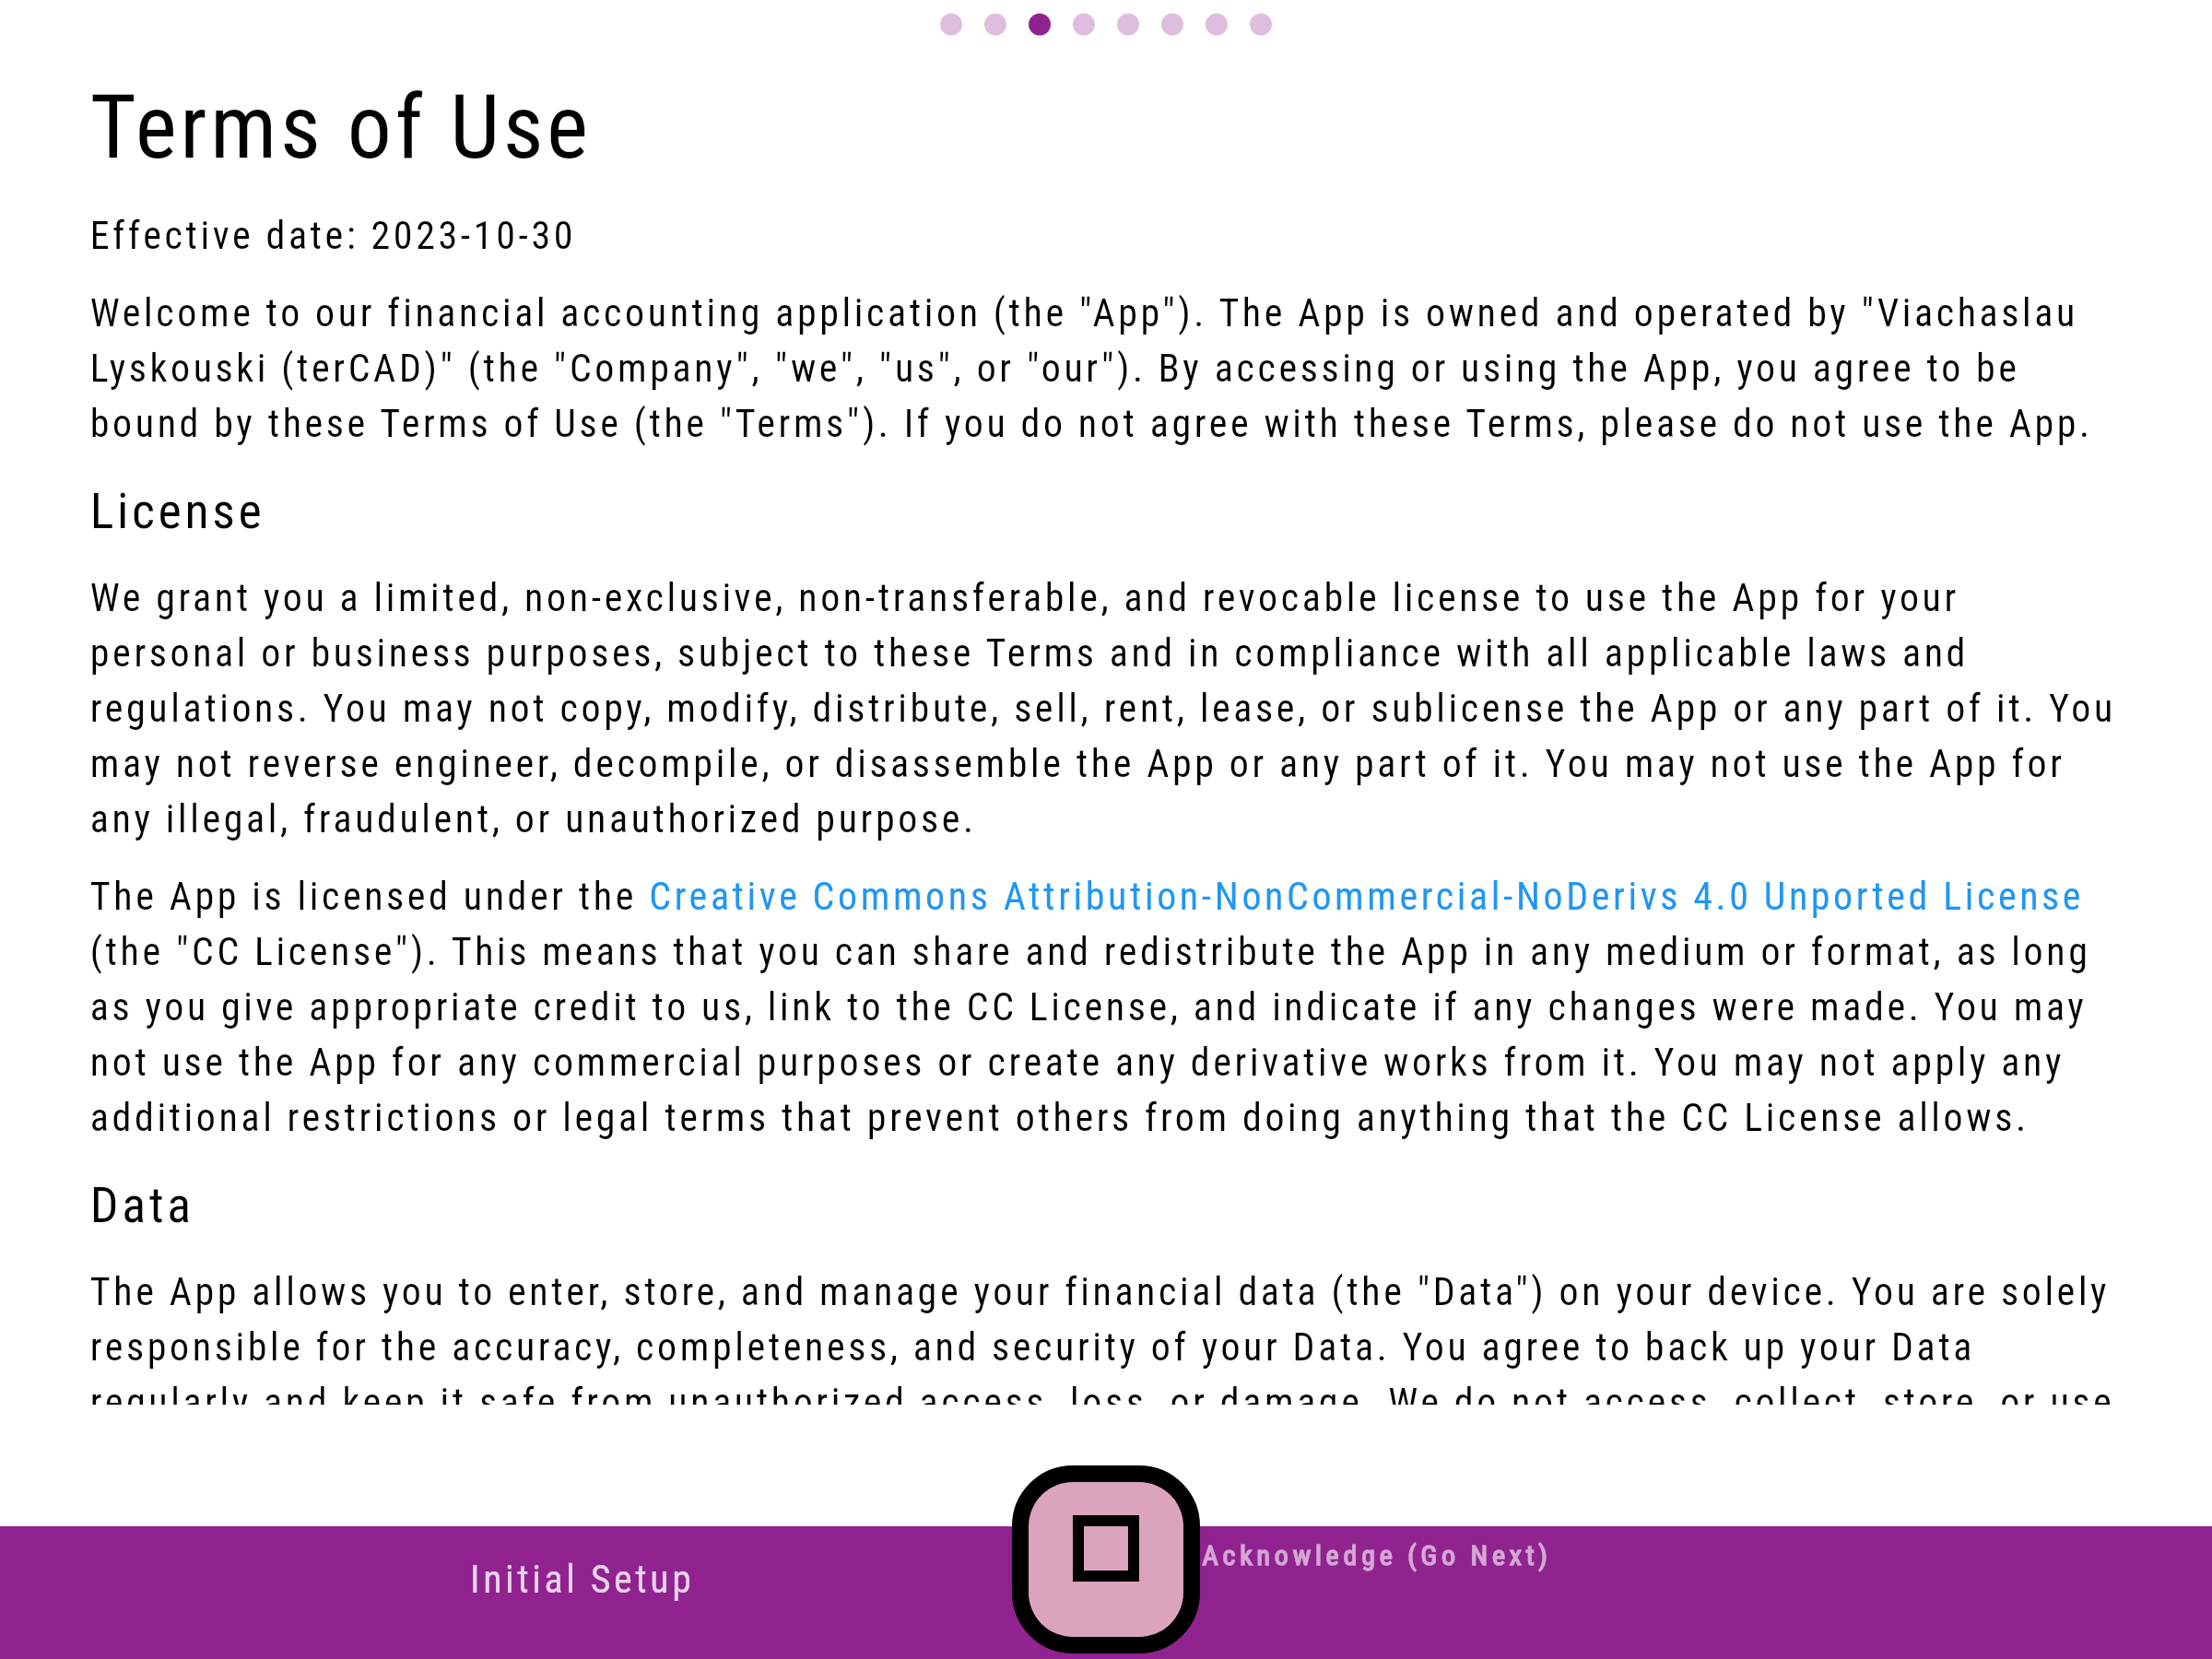 Terms of Use
Effective date: 2023-10-30
Welcome to our financial accounting application (the "App"). The App is owned and operated by "Viachaslau
Lyskouski (terCAD)" (the "Company", "we", "us", or "our"). By accessing or using the App, you agree to be
bound by these Terms of Use (the "Terms"). If you do not agree with these Terms, please do not use the App.
License
We grant you a limited, non-exclusive, non-transferable, and revocable license to use the App for your
personal or business purposes, subject to these Terms and in compliance with all applicable laws and
regulations. You may not copy, modify, distribute, sell, rent, lease, or sublicense the App or any part of it. You
may not reverse engineer, decompile, or disassemble the App or any part of it. You may not use the App for
any illegal, fraudulent, or unauthorized purpose.
The App is licensed under the Creative Commons Attribution-NonCommercial-NoDerivs 4.0 Unported License
(the "CC License"). This means that you can share and redistribute the App in any medium or format, as long
as you give appropriate credit to us, link to the CC License, and indicate if any changes were made. You may
not use the App for any commercial purposes or create any derivative works from it. You may not apply any
additional restrictions or legal terms that prevent others from doing anything that the CC License allows.
Data
The App allows you to enter, store, and manage your financial data (the "Data") on your device. You are solely
responsible for the accuracy, completeness, and security of your Data. You agree to back up your Data
regularly and keep it safe from unauthorized access, loss, or damage. We do not access, collect, store, or use
Initial Setup
Acknowledge (Go Next)